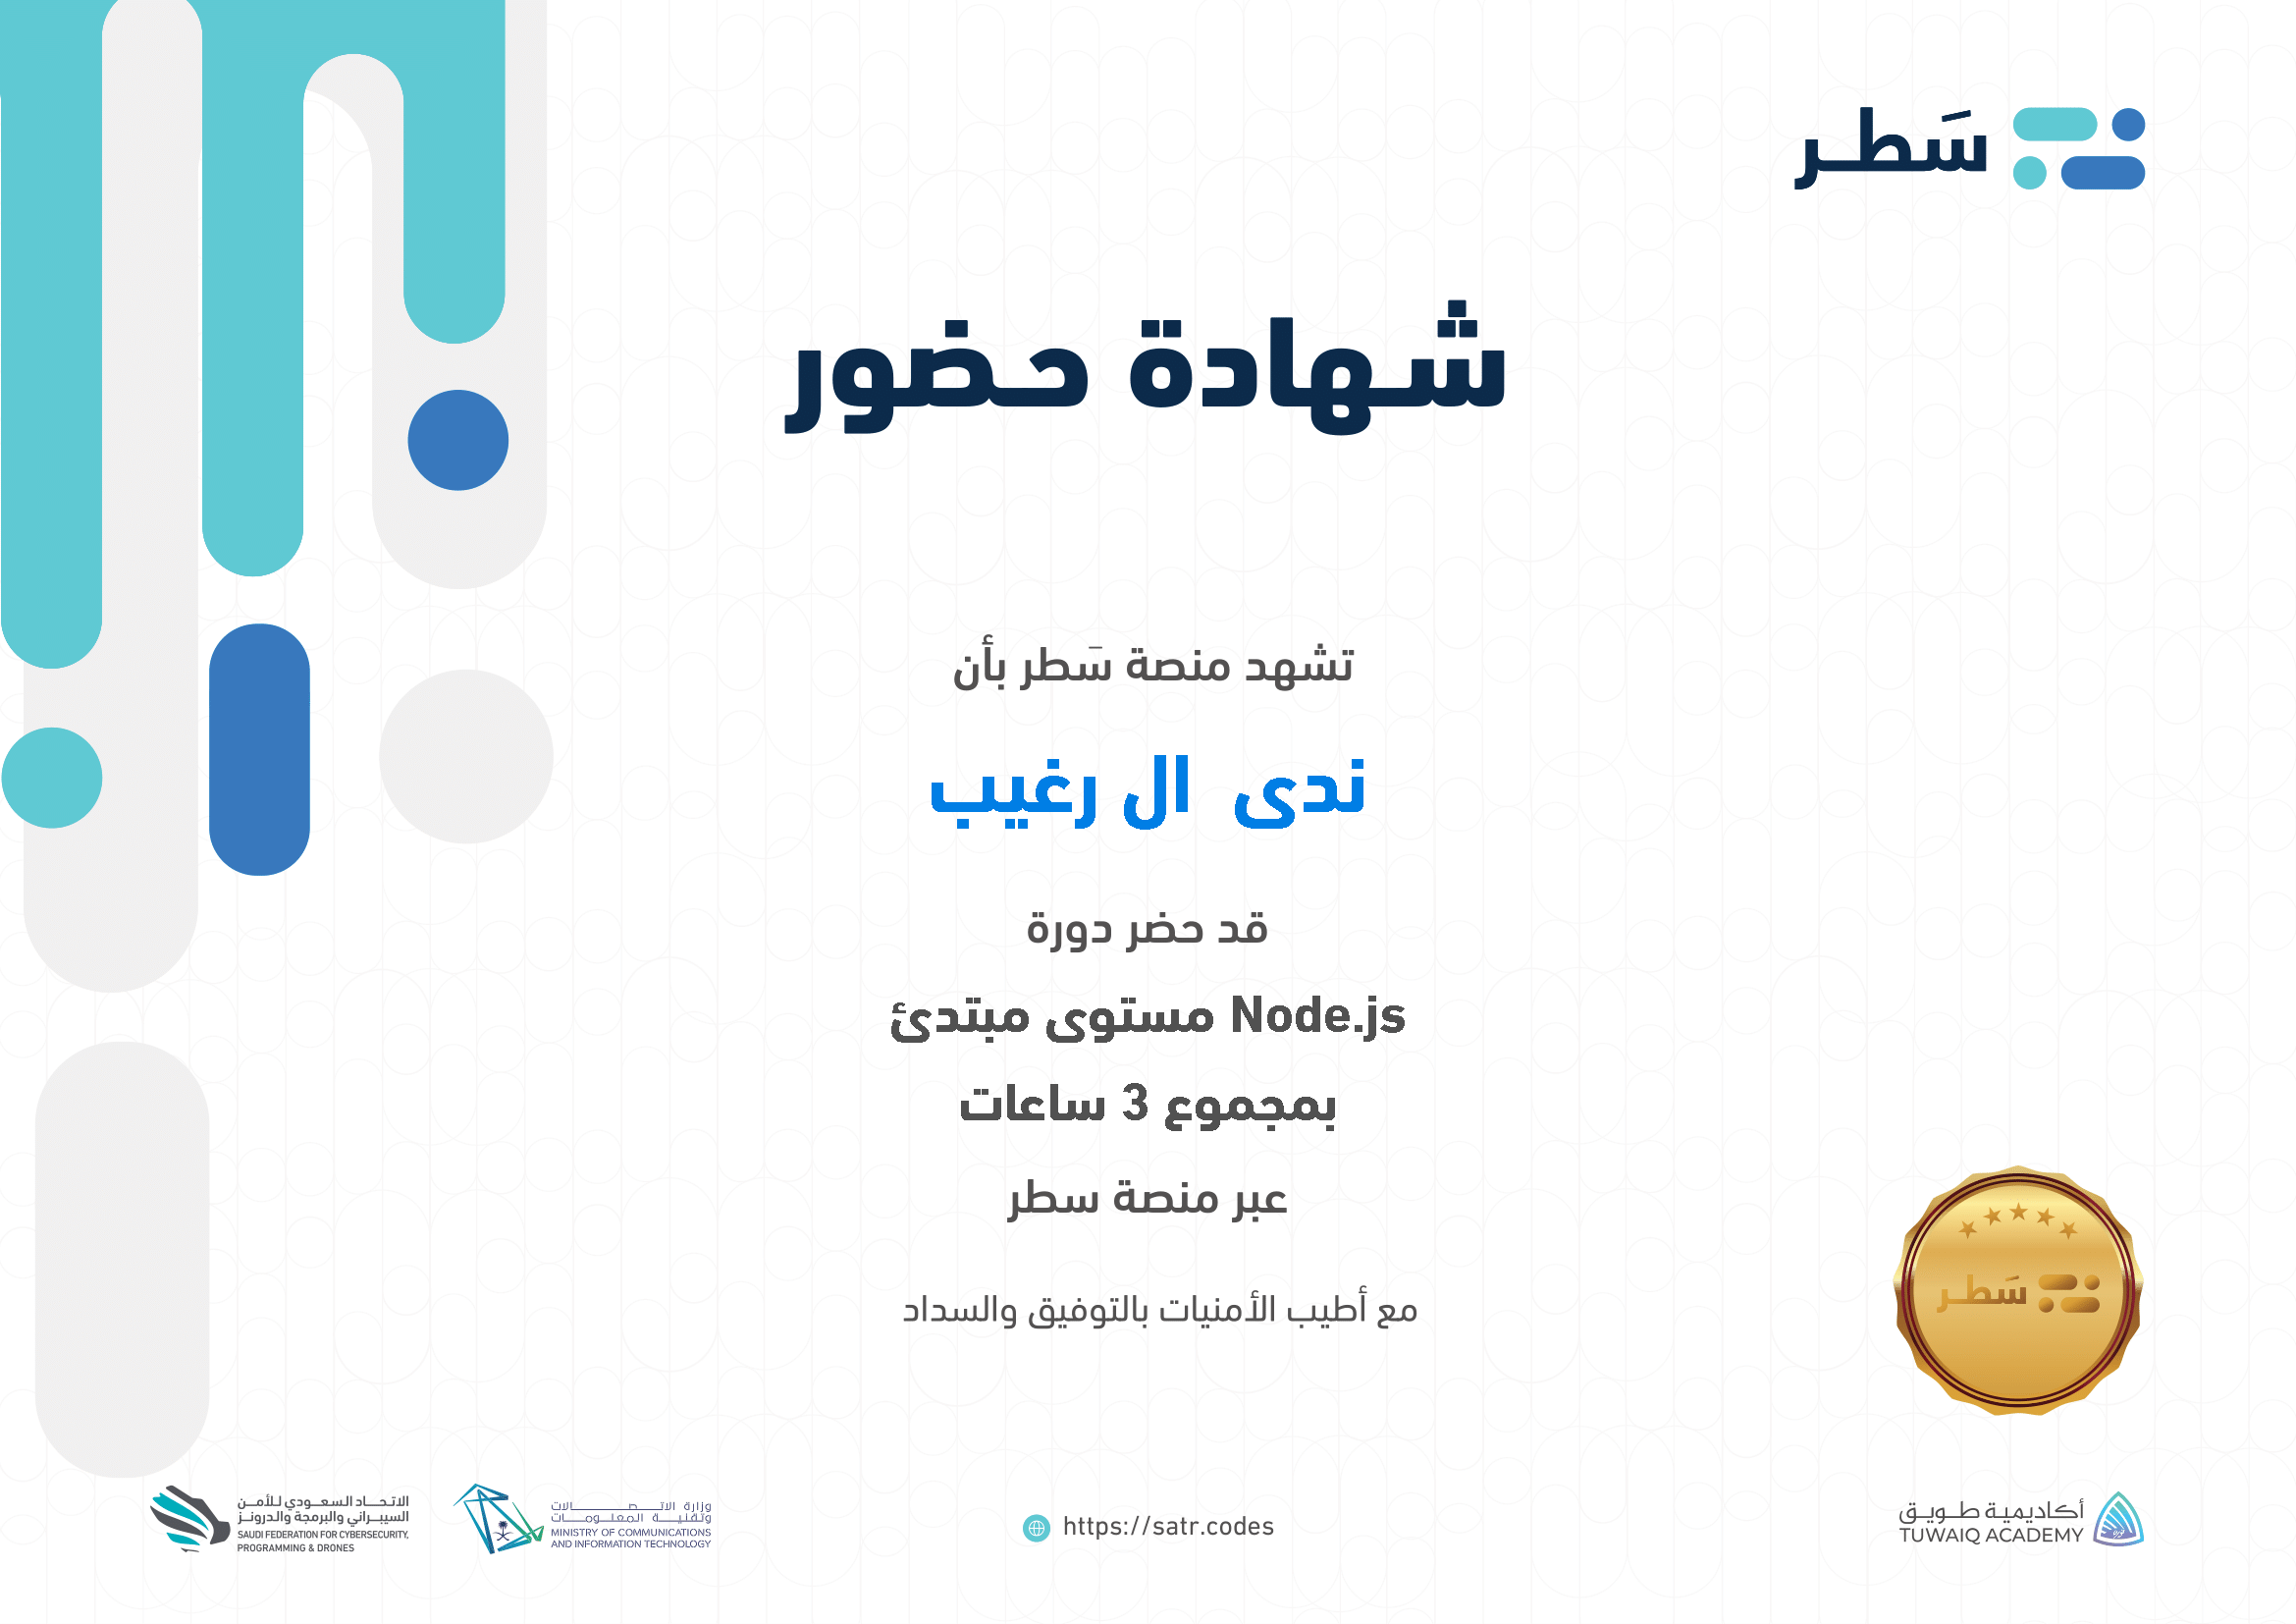 سَطر
شهادة حضور
تشهد منصة سَطر بأن
ندى ال رغيب
قد حضر دورة
Node.js مستوى مبتدئ
بمجموع 3 ساعات
عبر منصة سطر
مع أطيب الأمنيات بالتوفيق والسداد
سَطر
أكاديمية طويق
TUWAIQ ACADEMY
https://satr.codes
وزارة الاتصالات
وتقنية المعلومات
MINISTRY OF COMMUNICATIONS
AND INFORMATION TECHNOLOGY
الاتحاد السعودي للأمن
السيبراني والبرمجة والدرونز
SAUDI FEDERATION FOR CYBERSECURITY,
PROGRAMMING & DRONES